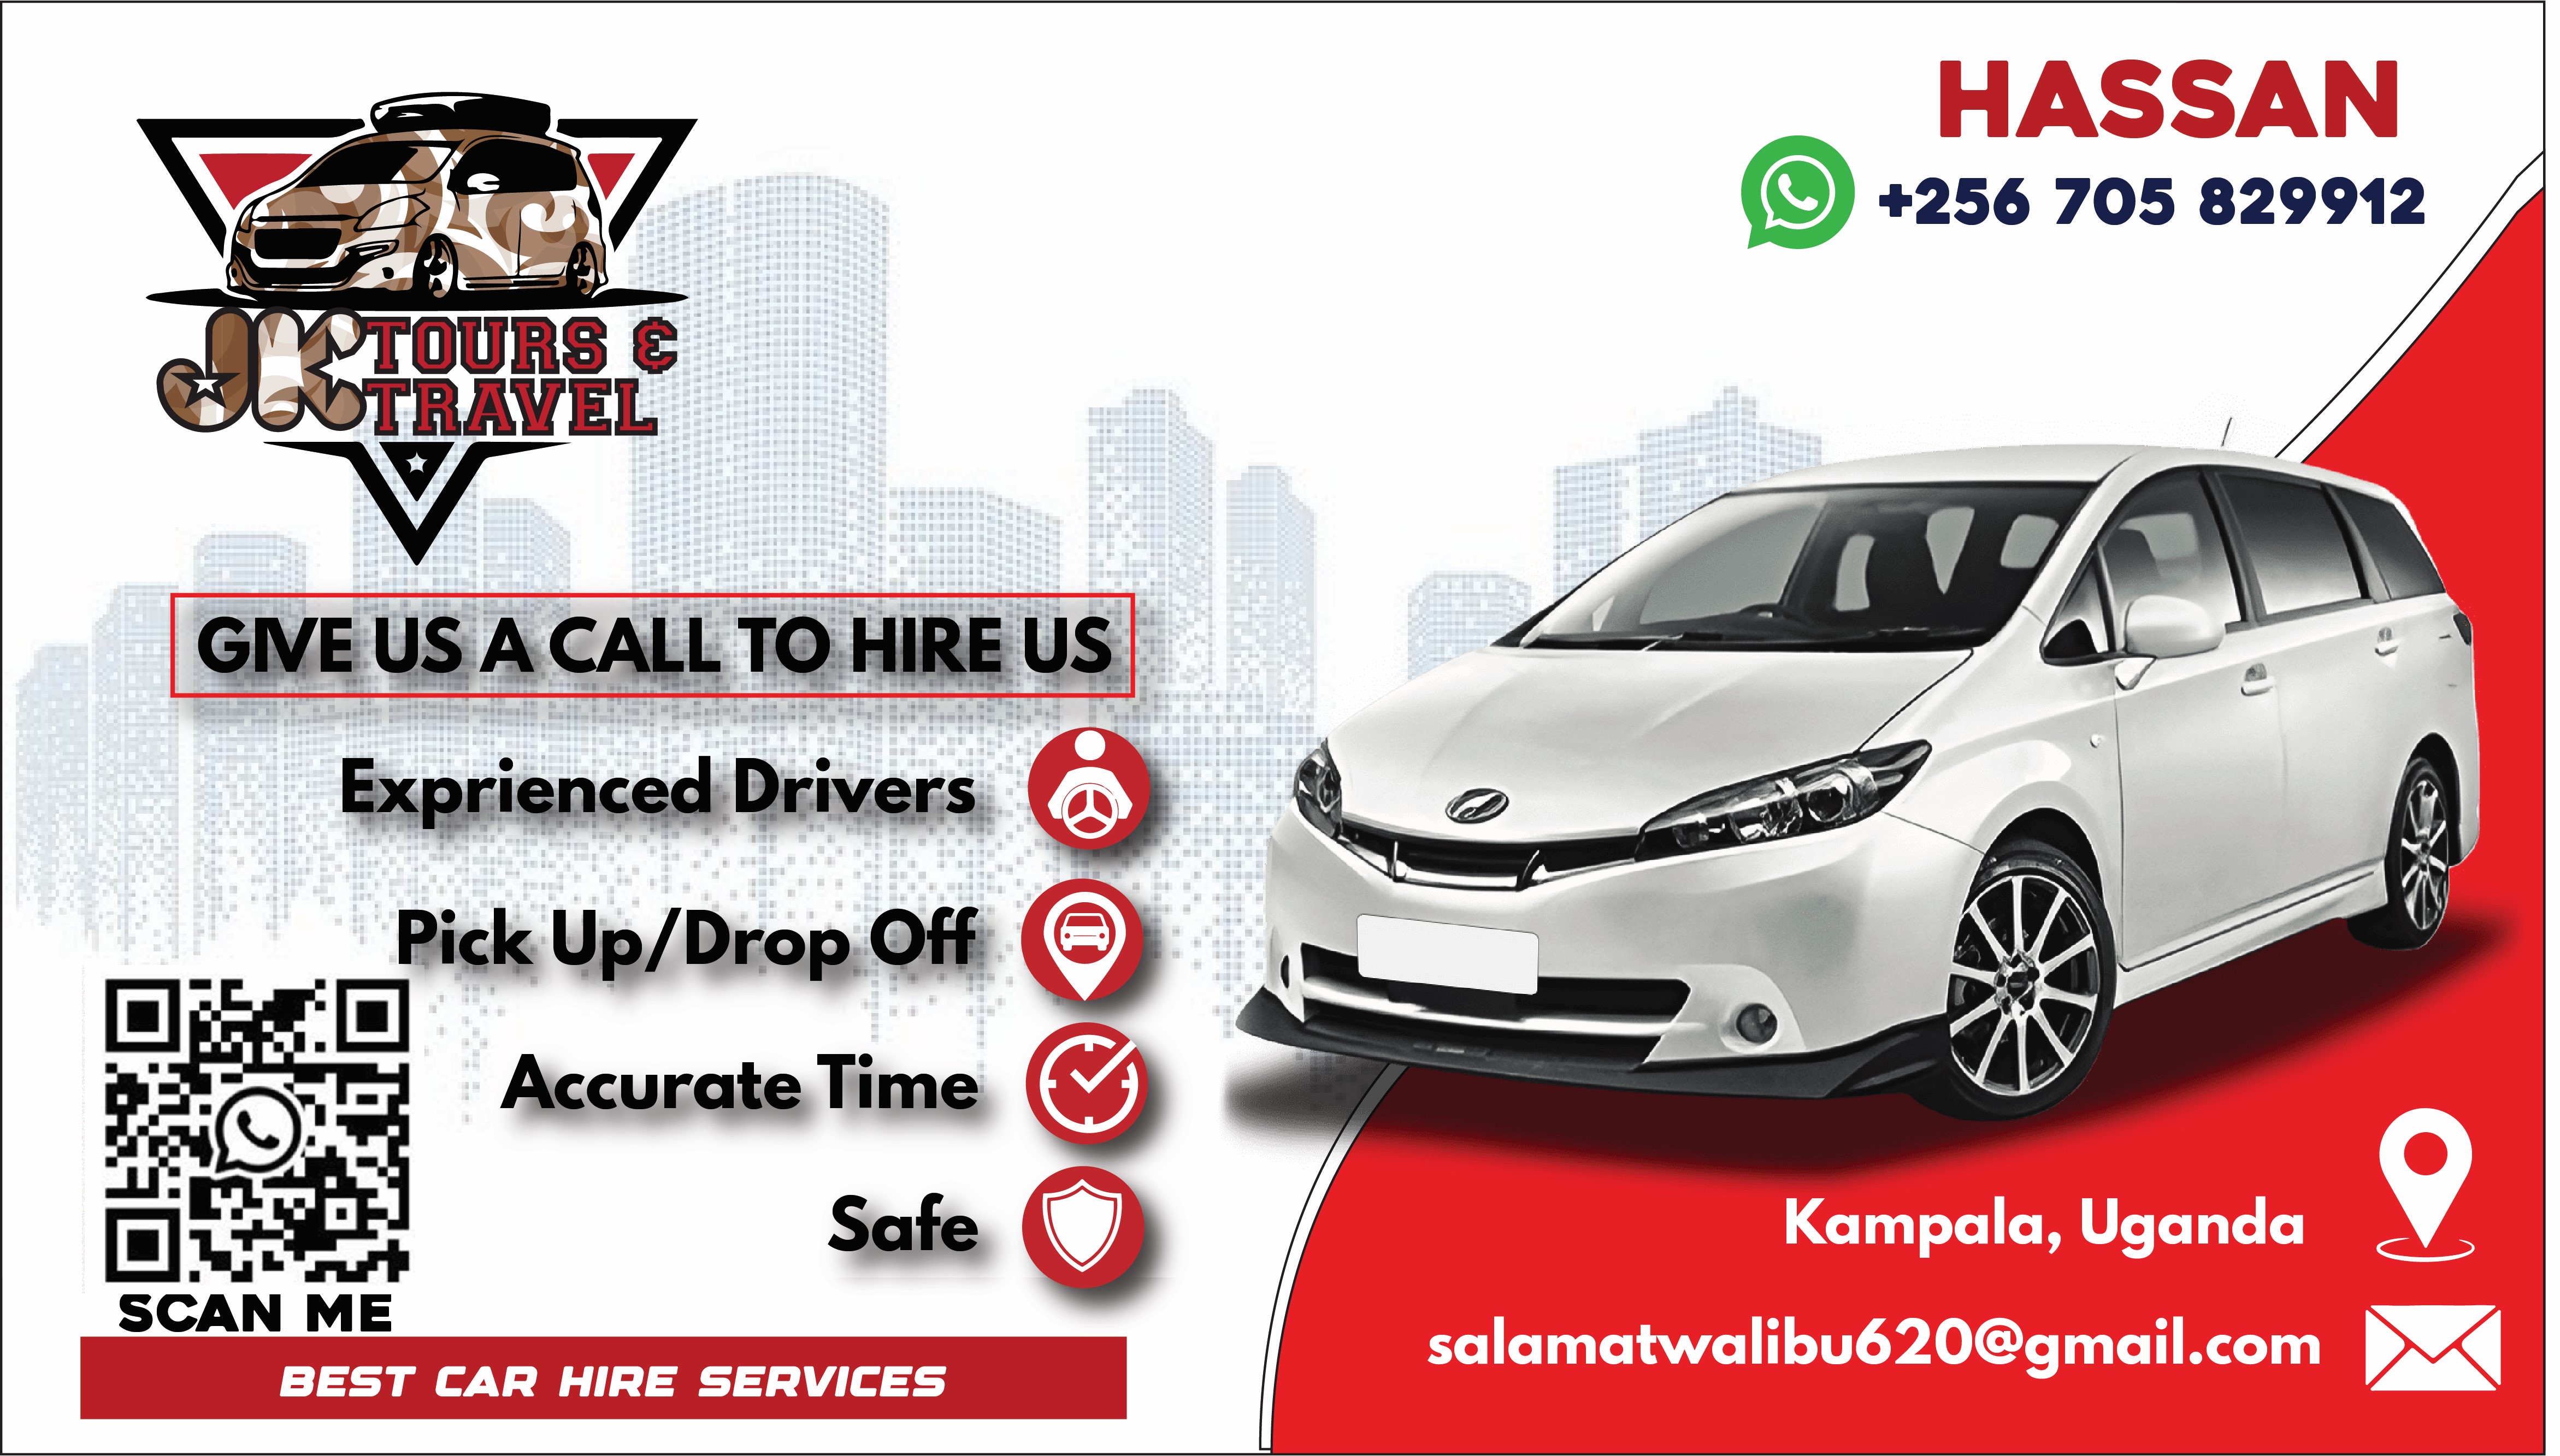 HASSAN
+256 705 829912
JK TOURS &
TRAVEL
GIVE US A CALL TO HIRE US
Exprienced Drivers
Pick Up/Drop Off
Accurate Time
Safe
SCAN ME
BEST CAR HIRE SERVICES
Kampala, Uganda
salamatwalibu620@gmail.com